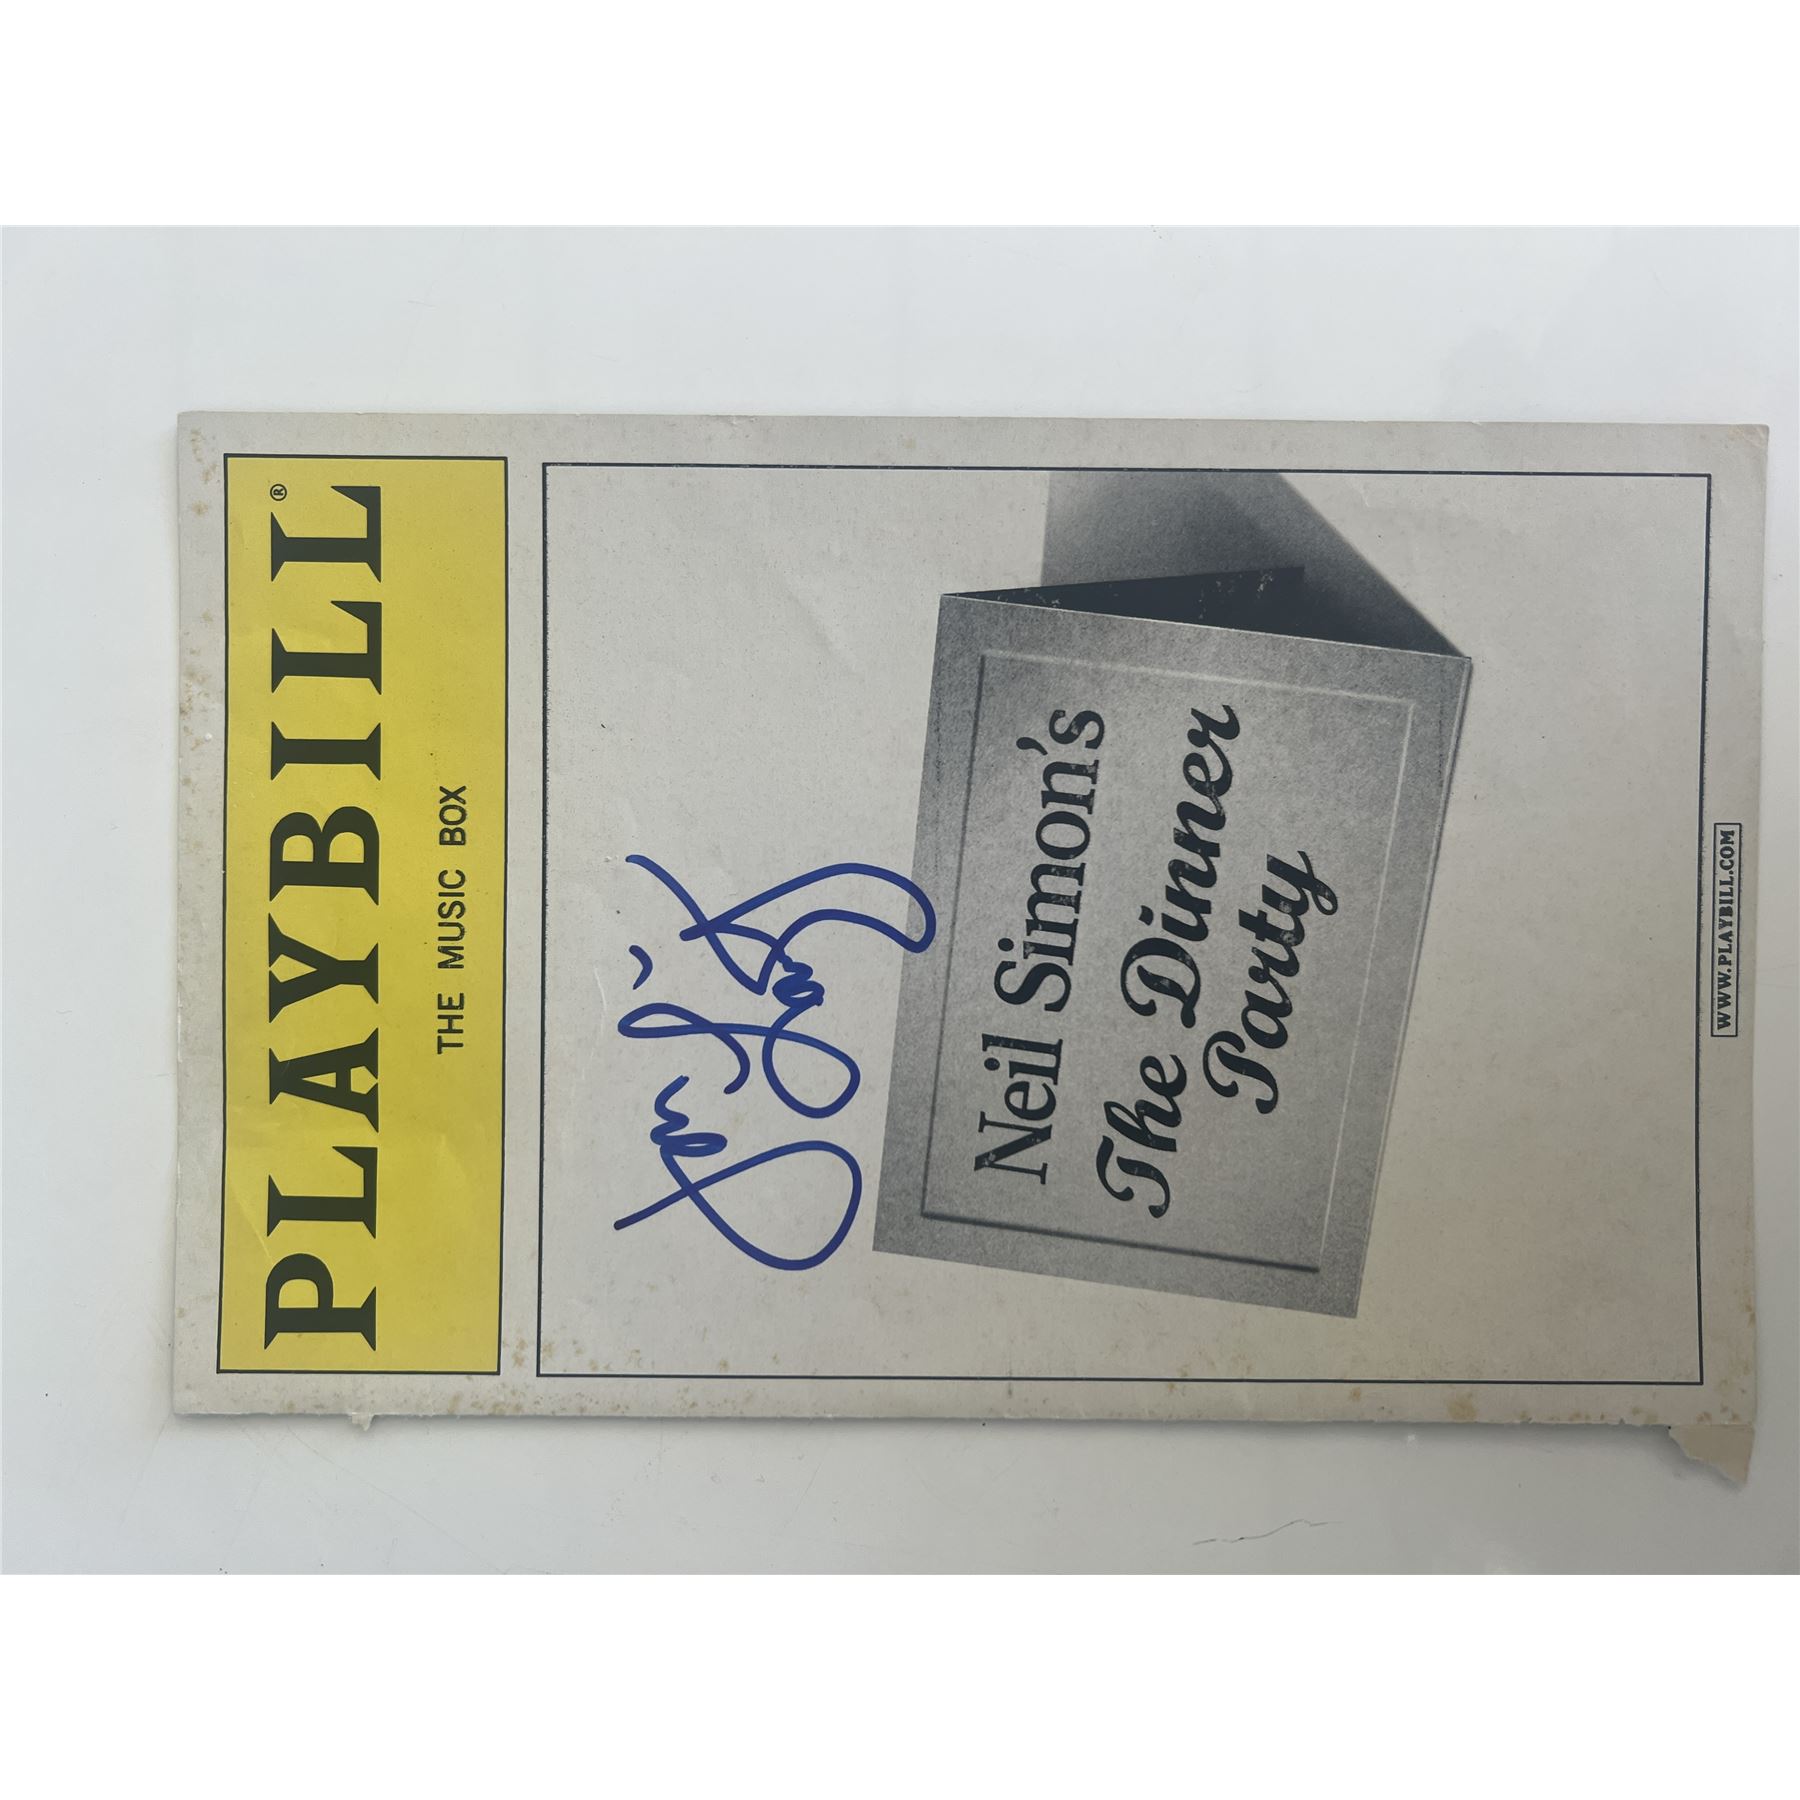 PLAYBILL®
THE MUSIC BOX
Neil Simon's
The Dinner
Party
WWW.PLAYBILL.COM